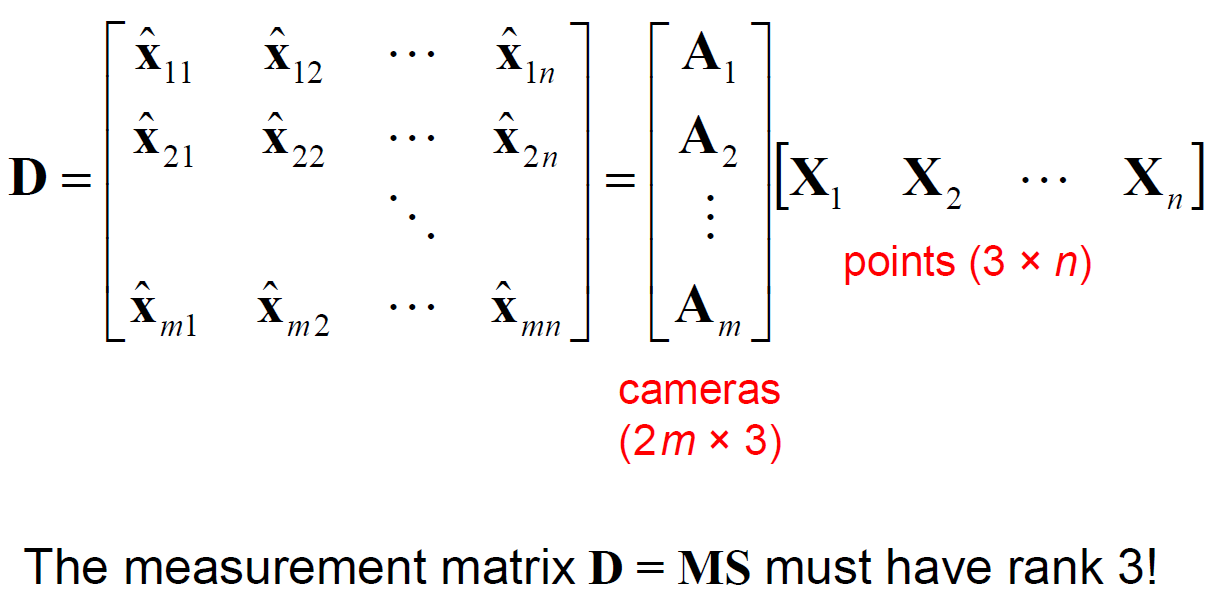 D = [ x̂₁₁ x̂₁₂ ⋯ x̂₁ₙ ; x̂₂₁ x̂₂₂ ⋯ x̂₂ₙ ; ⋱ ; x̂ₘ₁ x̂ₘ₂ ⋯ x̂ₘₙ ] = [ A₁ ; A₂ ; ⋮ ; Aₘ ] [ X₁ X₂ ⋯ Xₙ ]
points (3 × n)
cameras
(2m × 3)
The measurement matrix D = MS must have rank 3!